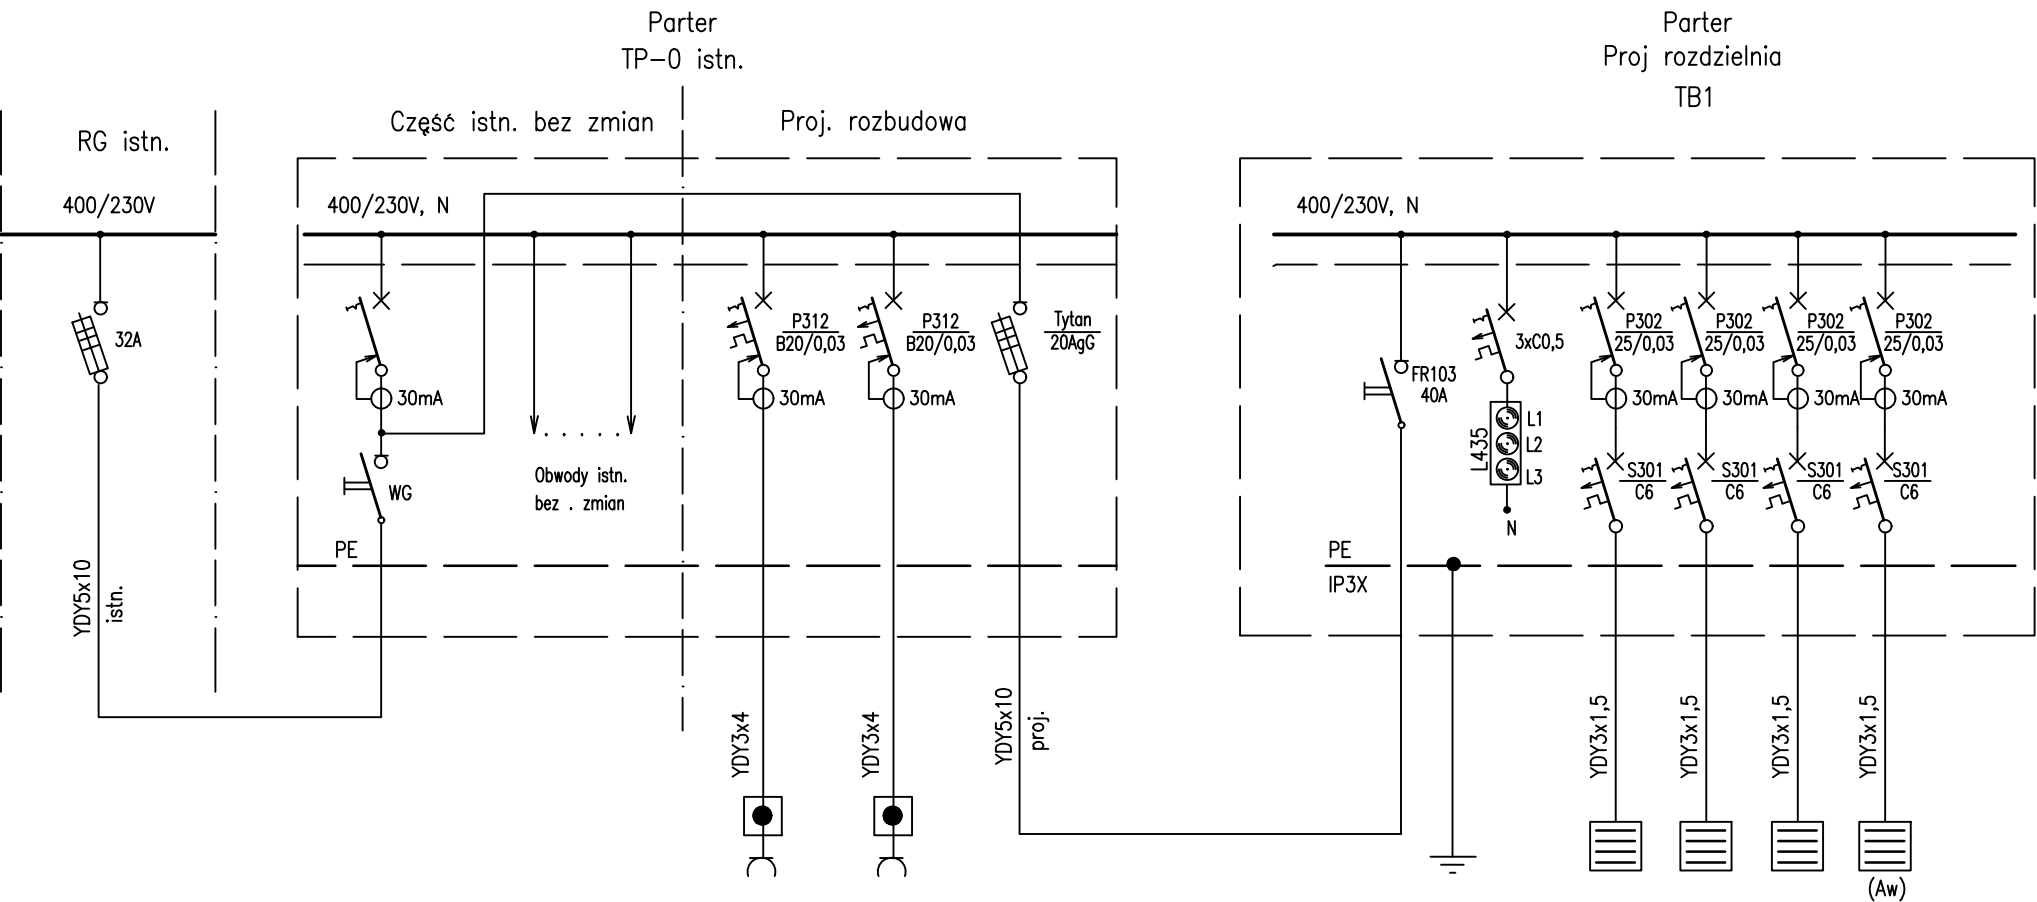 Parter
TP-0 istn.
Parter
Proj rozdzielnia
TB1
RG istn.
Część istn. bez zmian
Proj. rozbudowa
400/230V
400/230V, N
400/230V, N
32A
30mA
WG
Obwody istn.
bez . zmian
P312
B20/0,03
30mA
P312
B20/0,03
30mA
Tytan
20AgG
FR103
40A
3xC0,5
L435
L1
L2
L3
N
P302
25/0,03
30mA
S301
C6
P302
25/0,03
30mA
S301
C6
P302
25/0,03
30mA
S301
C6
P302
25/0,03
30mA
S301
C6
PE
PE
IP3X
YDY5x10
istn.
YDY3x4
YDY3x4
YDY5x10
proj.
YDY3x1,5
YDY3x1,5
YDY3x1,5
YDY3x1,5
(Aw)